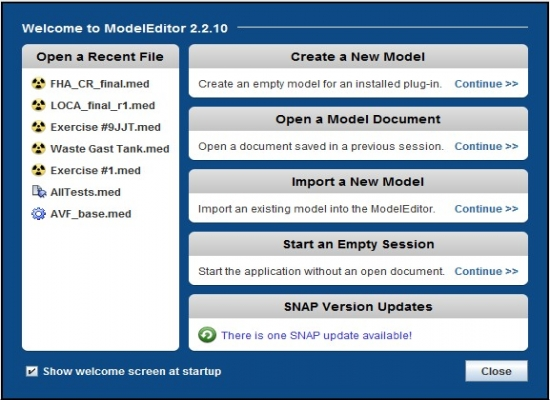 Welcome to ModelEditor 2.2.10
Open a Recent File
FHA_CR_final.med
LOCA_final_r1.med
Exercise #9JJT.med
Waste Gast Tank.med
Exercise #1.med
AllTests.med
AVF_base.med
Create a New Model
Create an empty model for an installed plug-in. Continue >>
Open a Model Document
Open a document saved in a previous session. Continue >>
Import a New Model
Import an existing model into the ModelEditor. Continue >>
Start an Empty Session
Start the application without an open document. Continue >>
SNAP Version Updates
There is one SNAP update available!
Show welcome screen at startup
Close